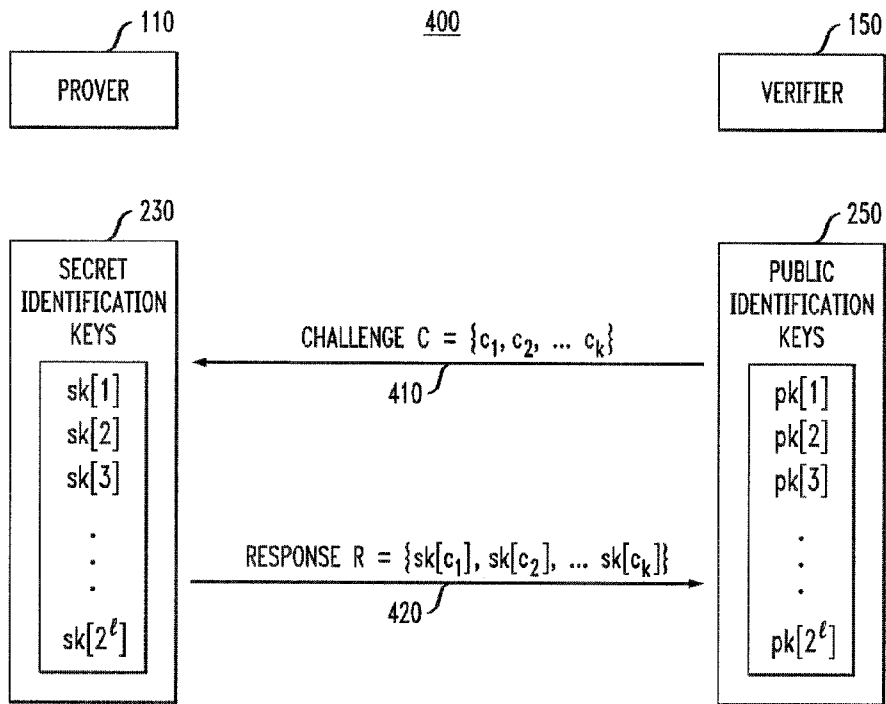 110
400
150
PROVER
VERIFIER
230
250
SECRET
IDENTIFICATION
KEYS
PUBLIC
IDENTIFICATION
KEYS
CHALLENGE C = {c₁, c₂, ... cₖ}
410
sk[1]
sk[2]
sk[3]
.
.
.
sk[2^ℓ]
pk[1]
pk[2]
pk[3]
.
.
.
pk[2^ℓ]
RESPONSE R = {sk[c₁], sk[c₂], ... sk[cₖ]}
420